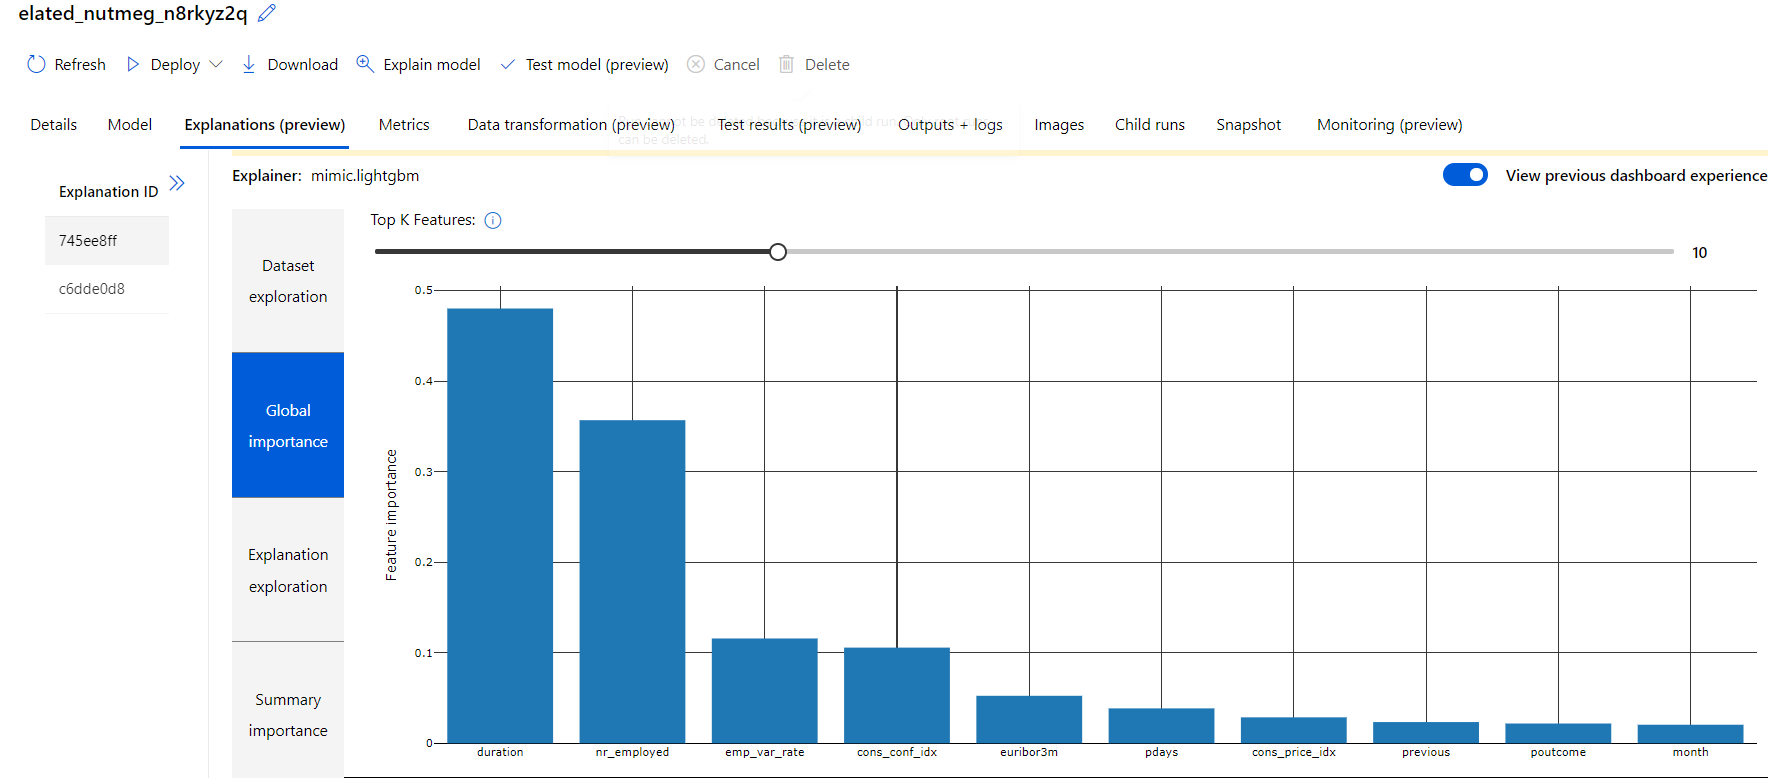 elated_nutmeg_n8rkyz2q
Refresh Deploy Download Explain model Test model (preview) Cancel Delete
Details Model Explanations (preview) Metrics Data transformation (preview) Test results (preview) Outputs + logs Images Child runs Snapshot Monitoring (preview)
can be deleted.
Explanation ID
745ee8ff
c6dde0d8
Explainer: mimic.lightgbm
View previous dashboard experience
Dataset
exploration
Global
importance
Explanation
exploration
Summary
importance
Top K Features:
10
Feature importance
0.5
0.4
0.3
0.2
0.1
0
duration nr_employed emp_var_rate cons_conf_idx euribor3m pdays cons_price_idx previous poutcome month